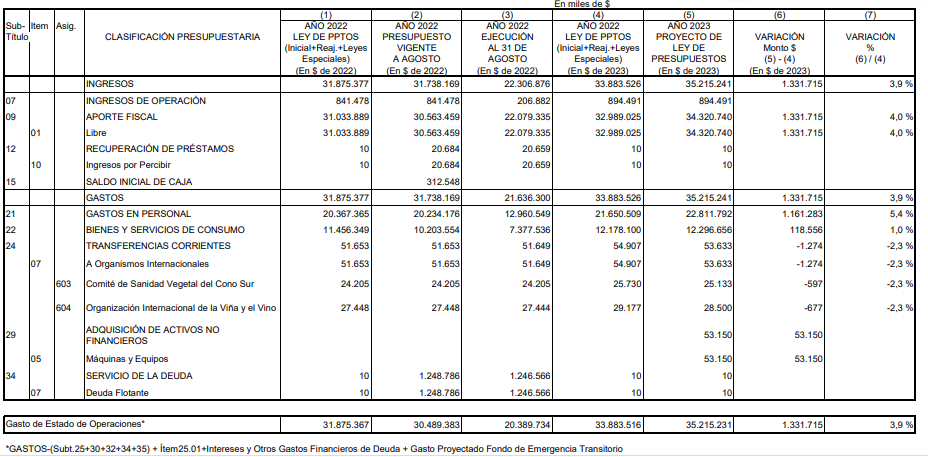 En miles de $
(1) (2) (3) (4) (5) (6) (7)
Sub- Item Asig. AÑO 2022 AÑO 2022 AÑO 2022 AÑO 2022 AÑO 2023
Título CLASIFICACIÓN PRESUPUESTARIA LEY DE PPTOS PRESUPUESTO EJECUCIÓN LEY DE PPTOS PROYECTO DE VARIACIÓN VARIACIÓN
(Inicial+Reaj.+Leyes VIGENTE AL 31 DE (Inicial+Reaj.+Leyes LEY DE Monto $ %
Especiales) A AGOSTO AGOSTO Especiales) PRESUPUESTOS (5) - (4) (6) / (4)
(En $ de 2022) (En $ de 2022) (En $ de 2022) (En $ de 2023) (En $ de 2023) (En $ de 2023)
INGRESOS 31.875.377 31.738.169 22.306.876 33.883.526 35.215.241 1.331.715 3,9 %
07 INGRESOS DE OPERACIÓN 841.478 841.478 206.882 894.491 894.491
09 APORTE FISCAL 31.033.889 30.563.459 22.079.335 32.989.025 34.320.740 1.331.715 4,0 %
01 Libre 31.033.889 30.563.459 22.079.335 32.989.025 34.320.740 1.331.715 4,0 %
12 RECUPERACIÓN DE PRÉSTAMOS 10 20.684 20.659 10 10
10 Ingresos por Percibir 10 20.684 20.659 10 10
15 SALDO INICIAL DE CAJA 312.548
GASTOS 31.875.377 31.738.169 21.636.300 33.883.526 35.215.241 1.331.715 3,9 %
21 GASTOS EN PERSONAL 20.367.365 20.234.176 12.960.549 21.650.509 22.811.792 1.161.283 5,4 %
22 BIENES Y SERVICIOS DE CONSUMO 11.456.349 10.203.554 7.377.536 12.178.100 12.296.656 118.556 1,0 %
24 TRANSFERENCIAS CORRIENTES 51.653 51.653 51.649 54.907 53.633 -1.274 -2,3 %
07 A Organismos Internacionales 51.653 51.653 51.649 54.907 53.633 -1.274 -2,3 %
603 Comité de Sanidad Vegetal del Cono Sur 24.205 24.205 24.205 25.730 25.133 -597 -2,3 %
604 Organización Internacional de la Viña y el Vino 27.448 27.448 27.444 29.177 28.500 -677 -2,3 %
29 ADQUISICIÓN DE ACTIVOS NO
FINANCIEROS 53.150 53.150
05 Máquinas y Equipos 53.150 53.150
34 SERVICIO DE LA DEUDA 10 1.248.786 1.246.566 10 10
07 Deuda Flotante 10 1.248.786 1.246.566 10 10
Gasto de Estado de Operaciones* 31.875.367 30.489.383 20.389.734 33.883.516 35.215.231 1.331.715 3,9 %
*GASTOS-(Subt.25+30+32+34+35) + Ítem25.01+Intereses y Otros Gastos Financieros de Deuda + Gasto Proyectado Fondo de Emergencia Transitorio